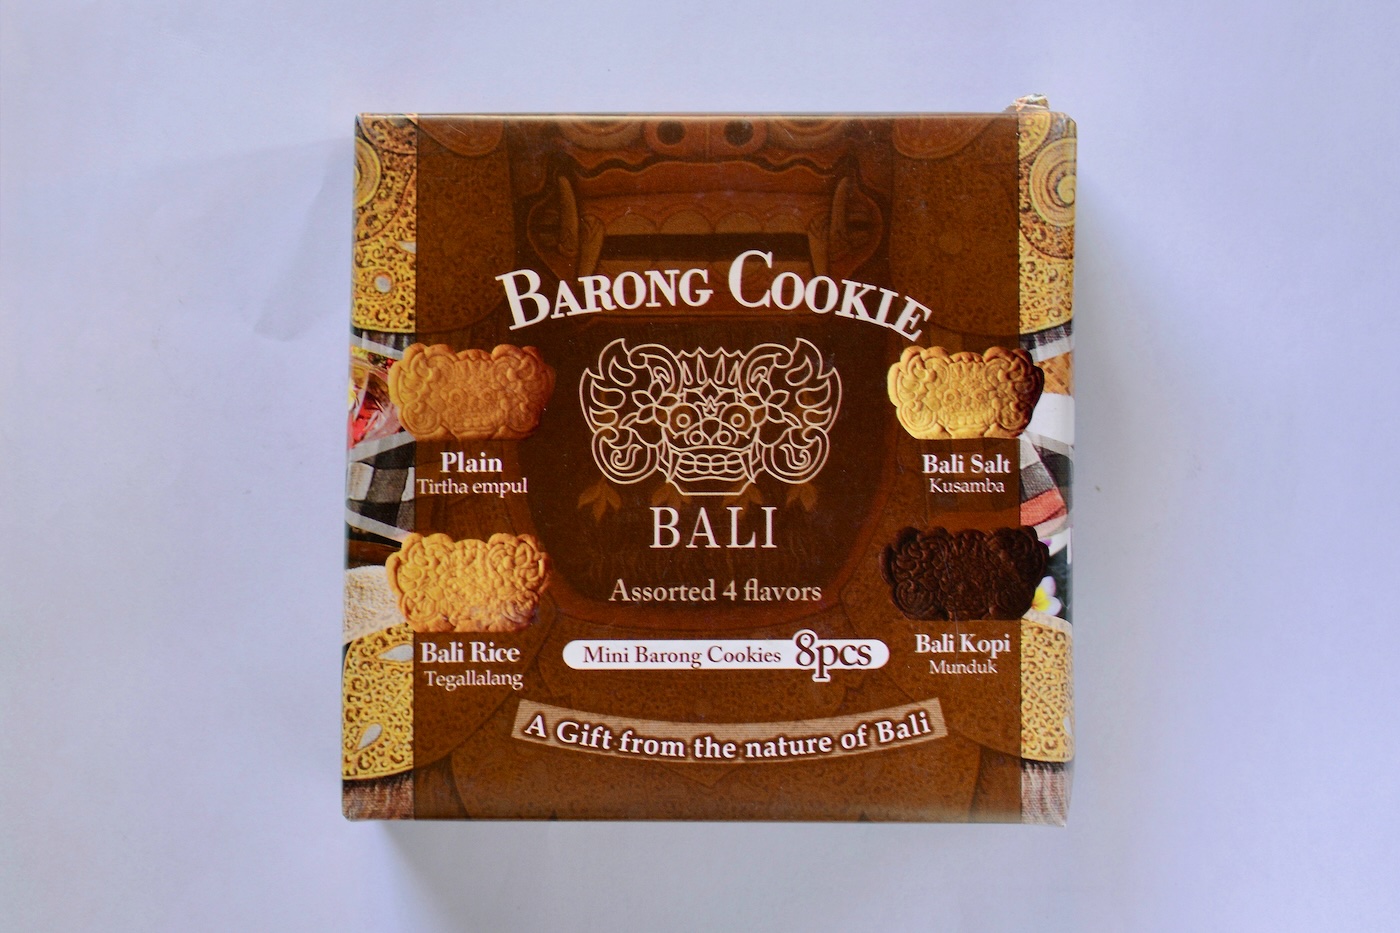 BARONG COOKIE
Plain
Tirtha empul
Bali Salt
Kusamba
BALI
Assorted 4 flavors
Bali Rice
Tegallalang
Mini Barong Cookies 8pcs
Bali Kopi
Munduk
A Gift from the nature of Bali